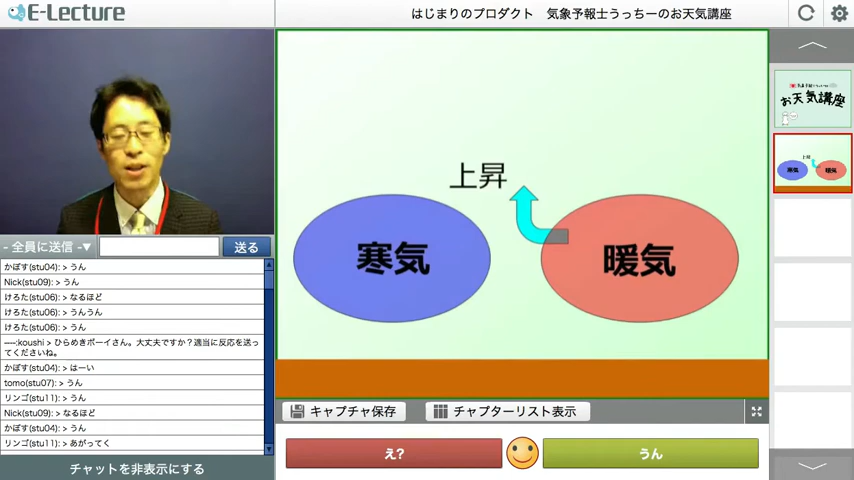 E-Lecture
はじまりのプロダクト 気象予報士うっちーのお天気講座
お天気講座
上昇
寒気
暖気
上昇
寒気
暖気
- 全員に送信 -▼
送る
かぼす(stu04): > うん
Nick(stu09): > うん
けろた(stu06): > なるほど
けろた(stu06): > うんうん
けろた(stu06): > うん
----:koushi > ひらめきボーイさん。大丈夫ですか？適当に反応を送っ
てくださいね。
かぼす(stu04): > はーい
tomo(stu07): > うん
リンゴ(stu11): > うん
Nick(stu09): > なるほど
かぼす(stu04): > うん
リンゴ(stu11): > あがってく
チャットを非表示にする
キャプチャ保存
チャプターリスト表示
え?
うん